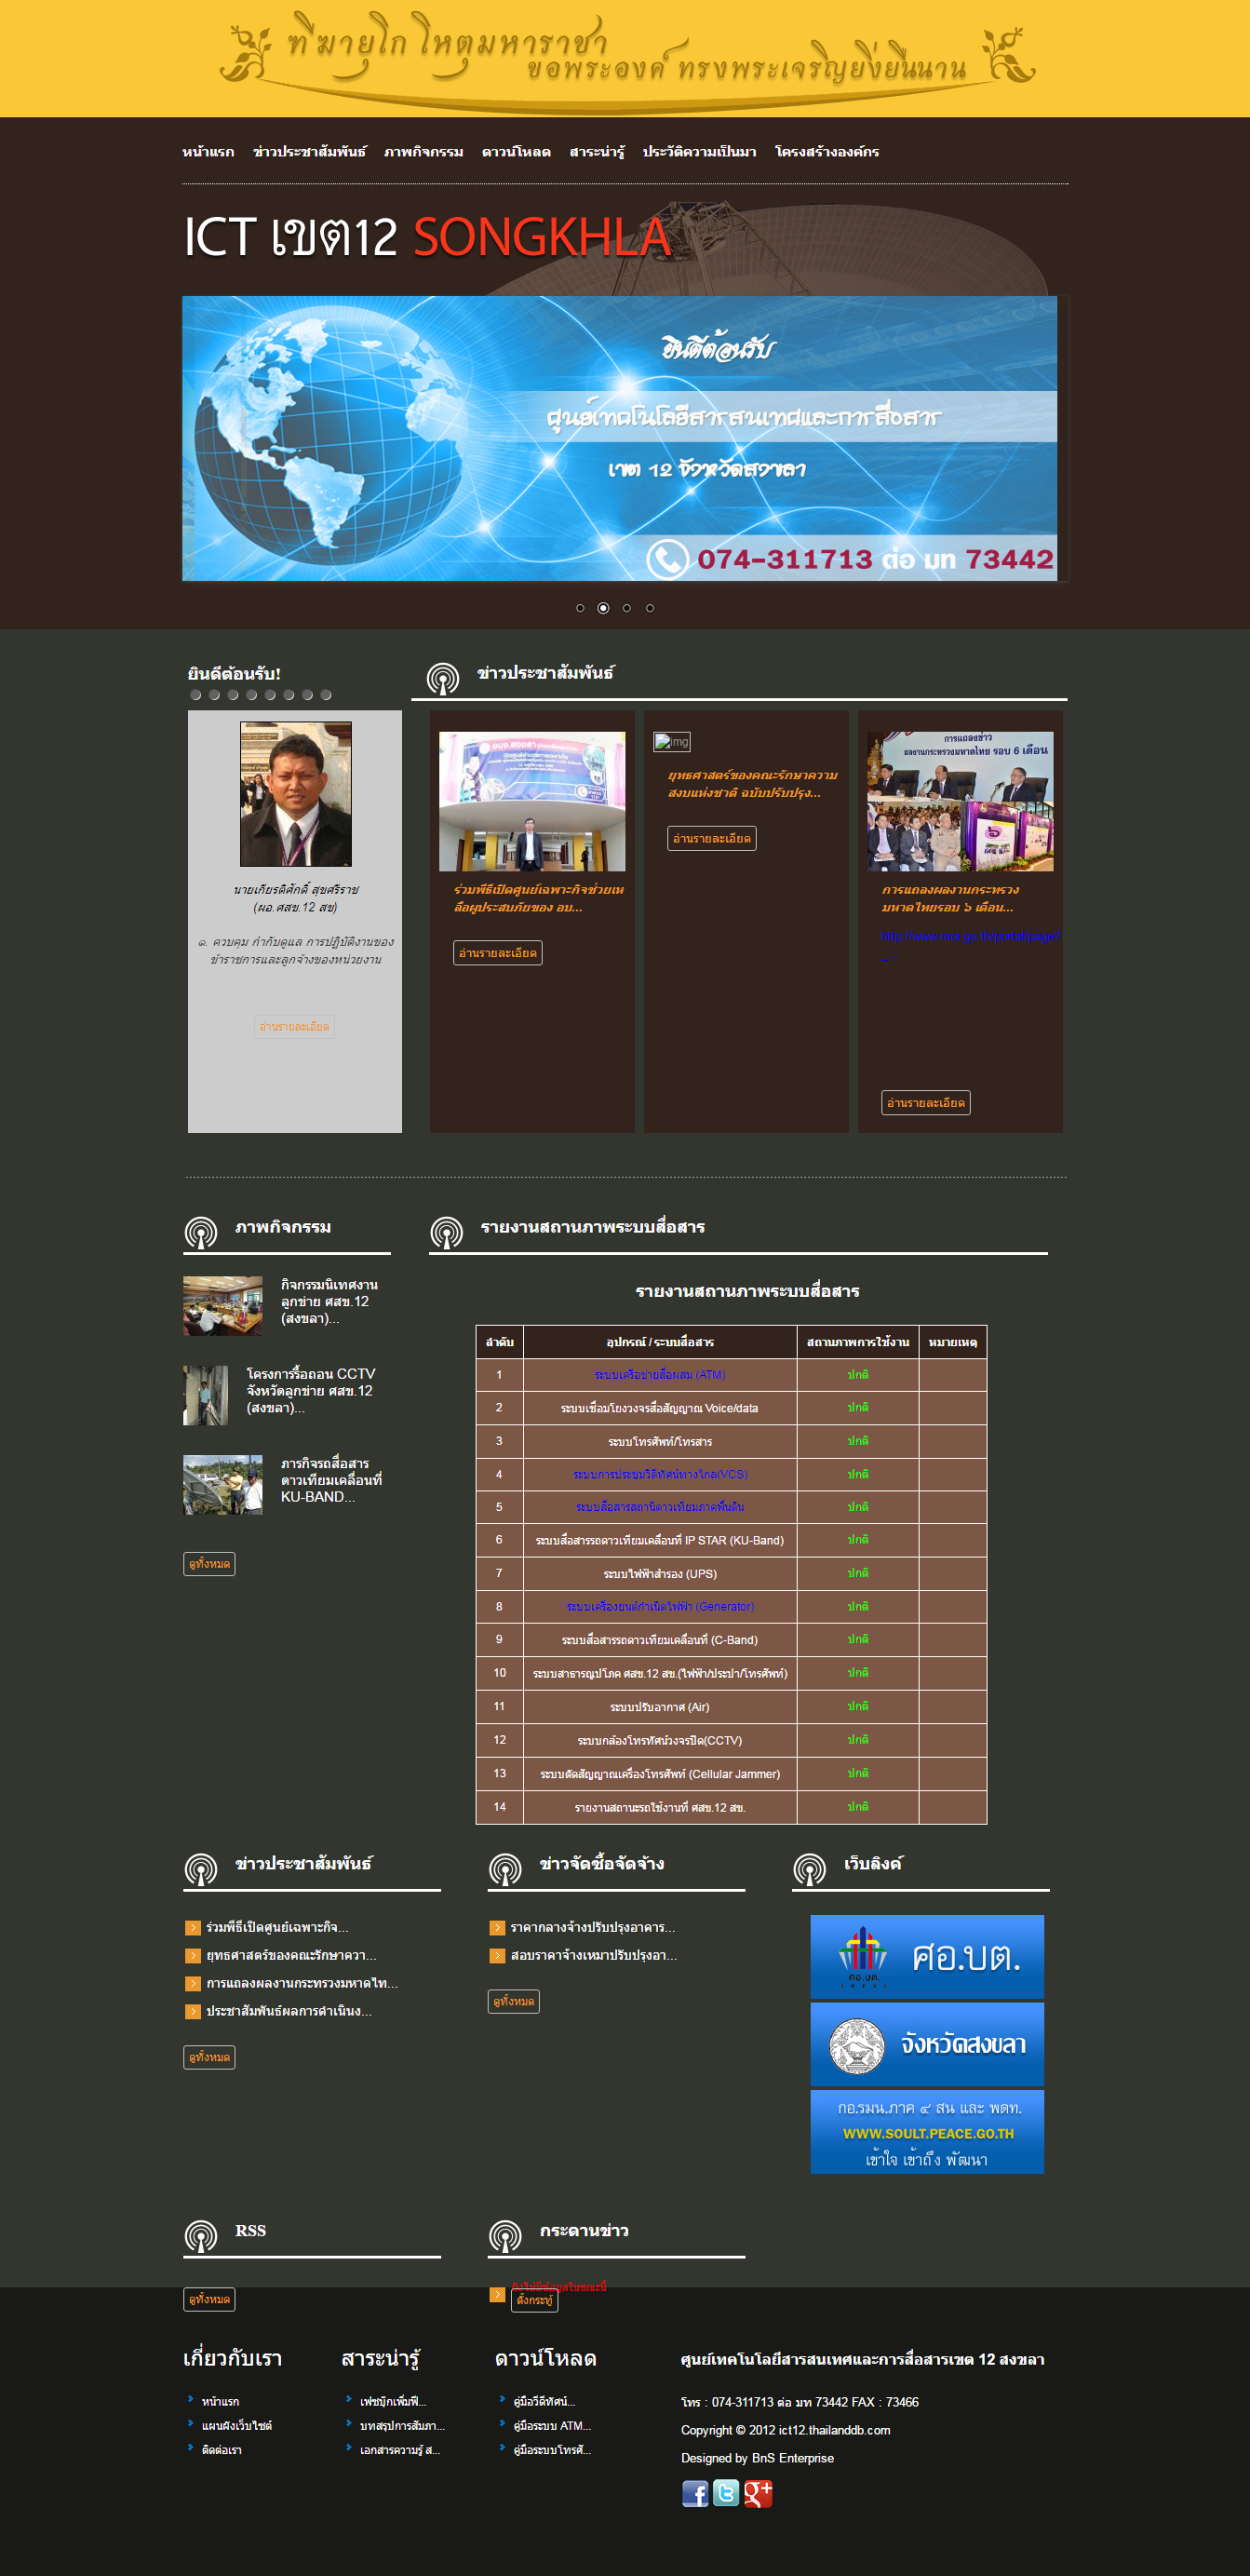 ทีฆายุโก โหตุมหาราชา
ขอพระองค์ ทรงพระเจริญยิ่งยืนนาน
หน้าแรก ข่าวประชาสัมพันธ์ ภาพกิจกรรม ดาวน์โหลด สาระน่ารู้ ประวัติความเป็นมา โครงสร้างองค์กร
ICT เขต12 SONGKHLA
ยินดีต้อนรับ
ศูนย์เทคโนโลยีสารสนเทศและการสื่อสาร
เขต 12 จังหวัดสงขลา
074-311713 ต่อ มท 73442
ยินดีต้อนรับ!
ข่าวประชาสัมพันธ์
นายเกียรติศักดิ์ สุขศรีราช
(ผอ.ศสข.12 สข)
๑. ควบคุม กำกับดูแล การปฏิบัติงานของ
ข้าราชการและลูกจ้างของหน่วยงาน
อ่านรายละเอียด
ร่วมพิธีเปิดศูนย์เฉพาะกิจช่วยเห
ลือผู้ประสบภัยของ อบ...
อ่านรายละเอียด
img
ยุทธศาสตร์ของคณะรักษาความ
สงบแห่งชาติ ฉบับปรับปรุง...
อ่านรายละเอียด
การแถลงข่าว
ผลงานกระทรวงมหาดไทย รอบ 6 เดือน
การแถลงผลงานกระทรวง
มหาดไทยรอบ ๖ เดือน...
อ่านรายละเอียด
ภาพกิจกรรม
กิจกรรมนิเทศงาน
ลูกข่าย ศสข.12
(สงขลา)...
โครงการรื้อถอน CCTV
จังหวัดลูกข่าย ศสข.12
(สงขลา)...
ภารกิจรถสื่อสาร
ดาวเทียมเคลื่อนที่
KU-BAND...
ดูทั้งหมด
รายงานสถานภาพระบบสื่อสาร
รายงานสถานภาพระบบสื่อสาร
ลำดับ อุปกรณ์ / ระบบสื่อสาร สถานภาพการใช้งาน หมายเหตุ
1 ระบบเครือข่ายสื่อผสม (ATM) ปกติ
2 ระบบเชื่อมโยงวงจรสื่อสัญญาณ Voice/data ปกติ
3 ระบบโทรศัพท์/โทรสาร ปกติ
4 ระบบการประชุมวิดีทัศน์ทางไกล(VCS) ปกติ
5 ระบบสื่อสารสถานีดาวเทียมภาคพื้นดิน ปกติ
6 ระบบสื่อสารรถดาวเทียมเคลื่อนที่ IP STAR (KU-Band) ปกติ
7 ระบบไฟฟ้าสำรอง (UPS) ปกติ
8 ระบบเครื่องยนต์กำเนิดไฟฟ้า (Generator) ปกติ
9 ระบบสื่อสารรถดาวเทียมเคลื่อนที่ (C-Band) ปกติ
10 ระบบสาธารณูปโภค ศสข.12 สข.(ไฟฟ้า/ประปา/โทรศัพท์) ปกติ
11 ระบบปรับอากาศ (Air) ปกติ
12 ระบบกล้องโทรทัศน์วงจรปิด(CCTV) ปกติ
13 ระบบตัดสัญญาณเครื่องโทรศัพท์ (Cellular Jammer) ปกติ
14 รายงานสถานะรถใช้งานที่ ศสข.12 สข. ปกติ
ข่าวประชาสัมพันธ์
ร่วมพิธีเปิดศูนย์เฉพาะกิจ...
ยุทธศาสตร์ของคณะรักษาควา...
การแถลงผลงานกระทรวงมหาดไท...
ประชาสัมพันธ์ผลการดำเนินง...
ดูทั้งหมด
ข่าวจัดซื้อจัดจ้าง
ราคากลางจ้างปรับปรุงอาคาร...
สอบราคาจ้างเหมาปรับปรุงอา...
ดูทั้งหมด
เว็บลิงค์
ศอ.บต. ศอ.บต.
จังหวัดสงขลา
กอ.รมน.ภาค ๔ สน และ พตท.
WWW.SOULT.PEACE.GO.TH
เข้าใจ เข้าถึง พัฒนา
RSS
ดูทั้งหมด
กระดานข่าว
ยังไม่มีข้อมูลในขณะนี้
ตั้งกระทู้
เกี่ยวกับเรา
หน้าแรก
แผนผังเว็บไซต์
ติดต่อเรา
สาระน่ารู้
เฟซบุ๊กเพิ่มฟี...
บทสรุปการสัมภา...
เอกสารความรู้ ส...
ดาวน์โหลด
คู่มือวีดีทัศน์...
คู่มือระบบ ATM...
คู่มือระบบโทรศั...
ศูนย์เทคโนโลยีสารสนเทศและการสื่อสารเขต 12 สงขลา
โทร : 074-311713 ต่อ มท 73442 FAX : 73466
Copyright © 2012 ict12.thailanddb.com
Designed by BnS Enterprise